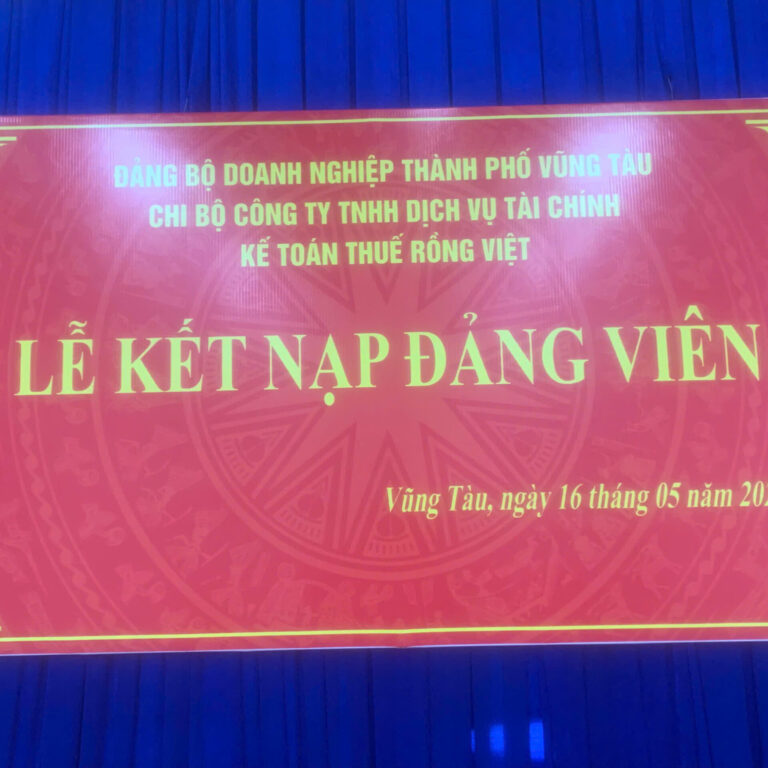 ĐẢNG BỘ DOANH NGHIỆP THÀNH PHỐ VŨNG TÀU
CHI BỘ CÔNG TY TNHH DỊCH VỤ TÀI CHÍNH
KẾ TOÁN THUẾ RỒNG VIỆT
LỄ KẾT NẠP ĐẢNG VIÊN
Vũng Tàu, ngày 16 tháng 05 năm